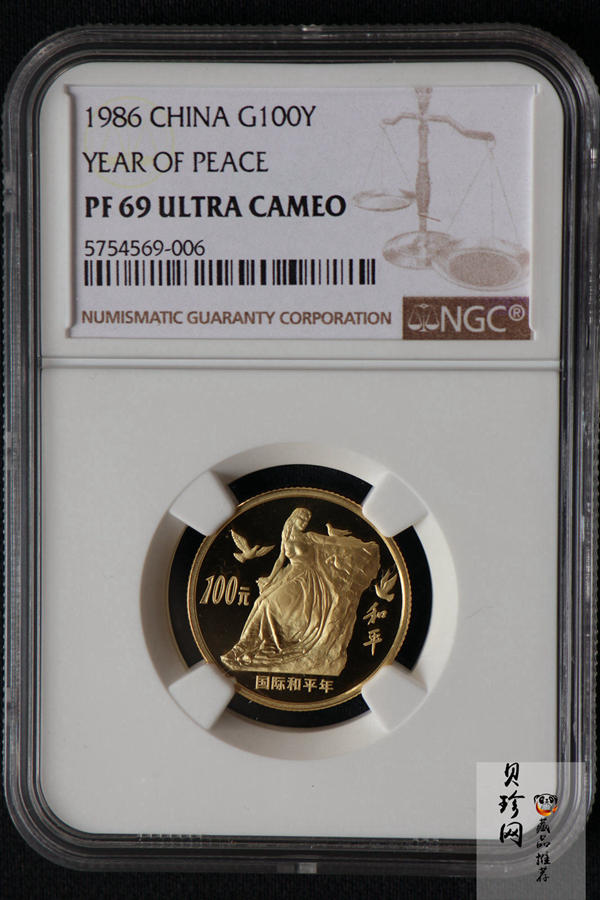 1986 CHINA G100Y
YEAR OF PEACE
PF 69 ULTRA CAMEO
5754569-006
NUMISMATIC GUARANTY CORPORATION
NGC®
100元
和平
国际和平年
贝珍网
藏品推荐